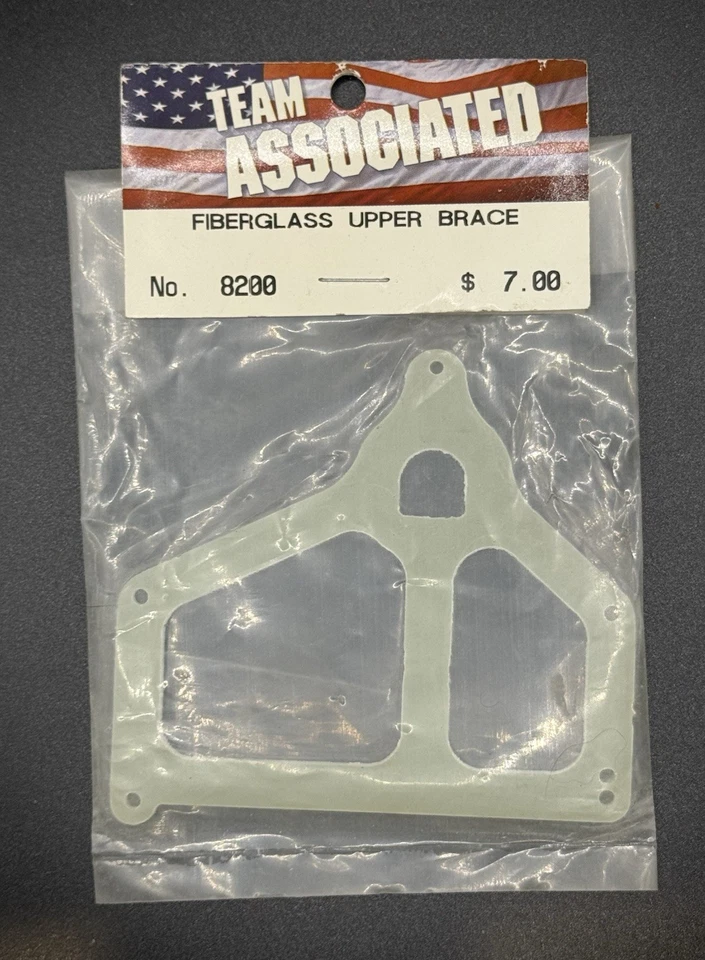 TEAM
ASSOCIATED
FIBERGLASS UPPER BRACE
No. 8200 $ 7.00